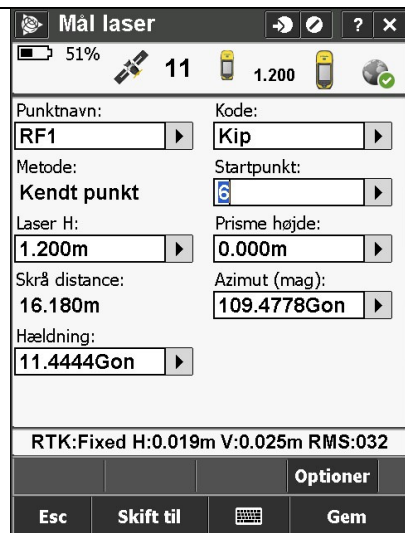 Mål laser ? ×
51% 11 1.200
Punktnavn: Kode:
RF1 Kip
Metode: Startpunkt:
Kendt punkt 6
Laser H: Prisme højde:
1.200m 0.000m
Skrå distance: Azimut (mag):
16.180m 109.4778Gon
Hældning:
11.4444Gon
RTK:Fixed H:0.019m V:0.025m RMS:032
Optioner
Esc Skift til Gem